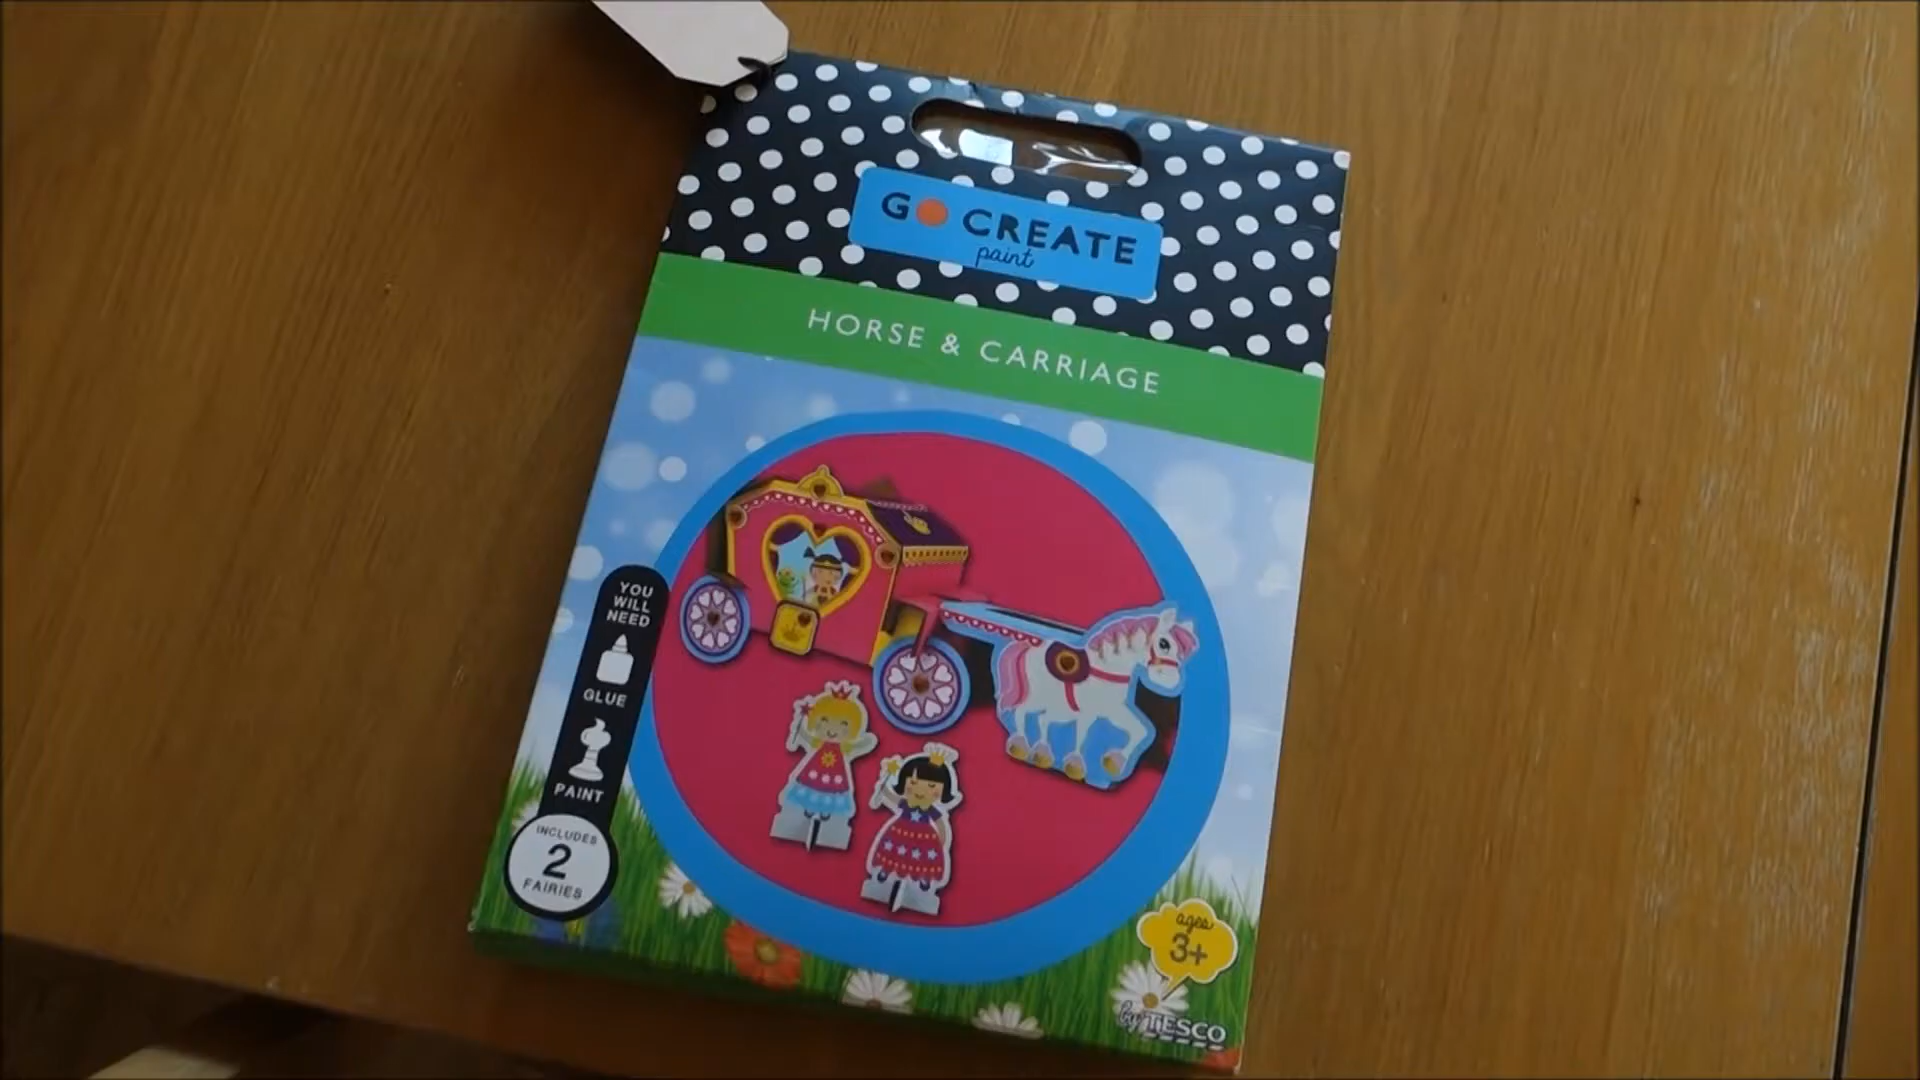 GO CREATE
paint
HORSE & CARRIAGE
YOU
WILL
NEED
GLUE
PAINT
INCLUDES
2
FAIRIES
ages
3+
by TESCO